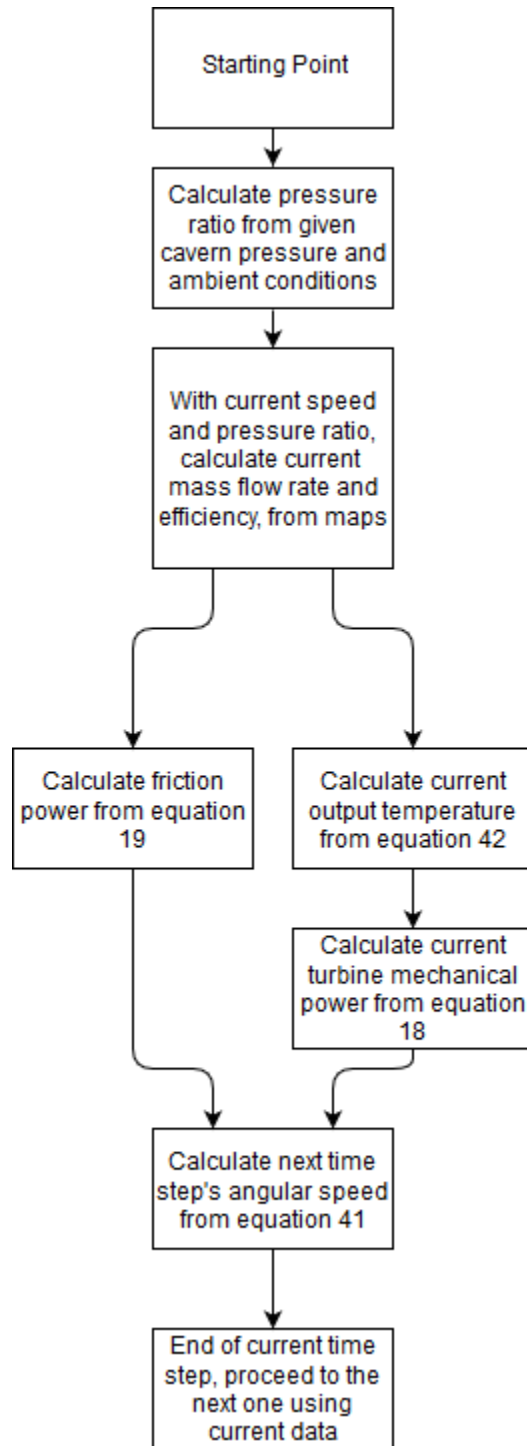 Starting Point
Calculate pressure
ratio from given
cavern pressure and
ambient conditions
With current speed
and pressure ratio,
calculate current
mass flow rate and
efficiency, from maps
Calculate friction
power from equation
19
Calculate current
output temperature
from equation 42
Calculate current
turbine mechanical
power from equation
18
Calculate next time
step's angular speed
from equation 41
End of current time
step, proceed to the
next one using
current data